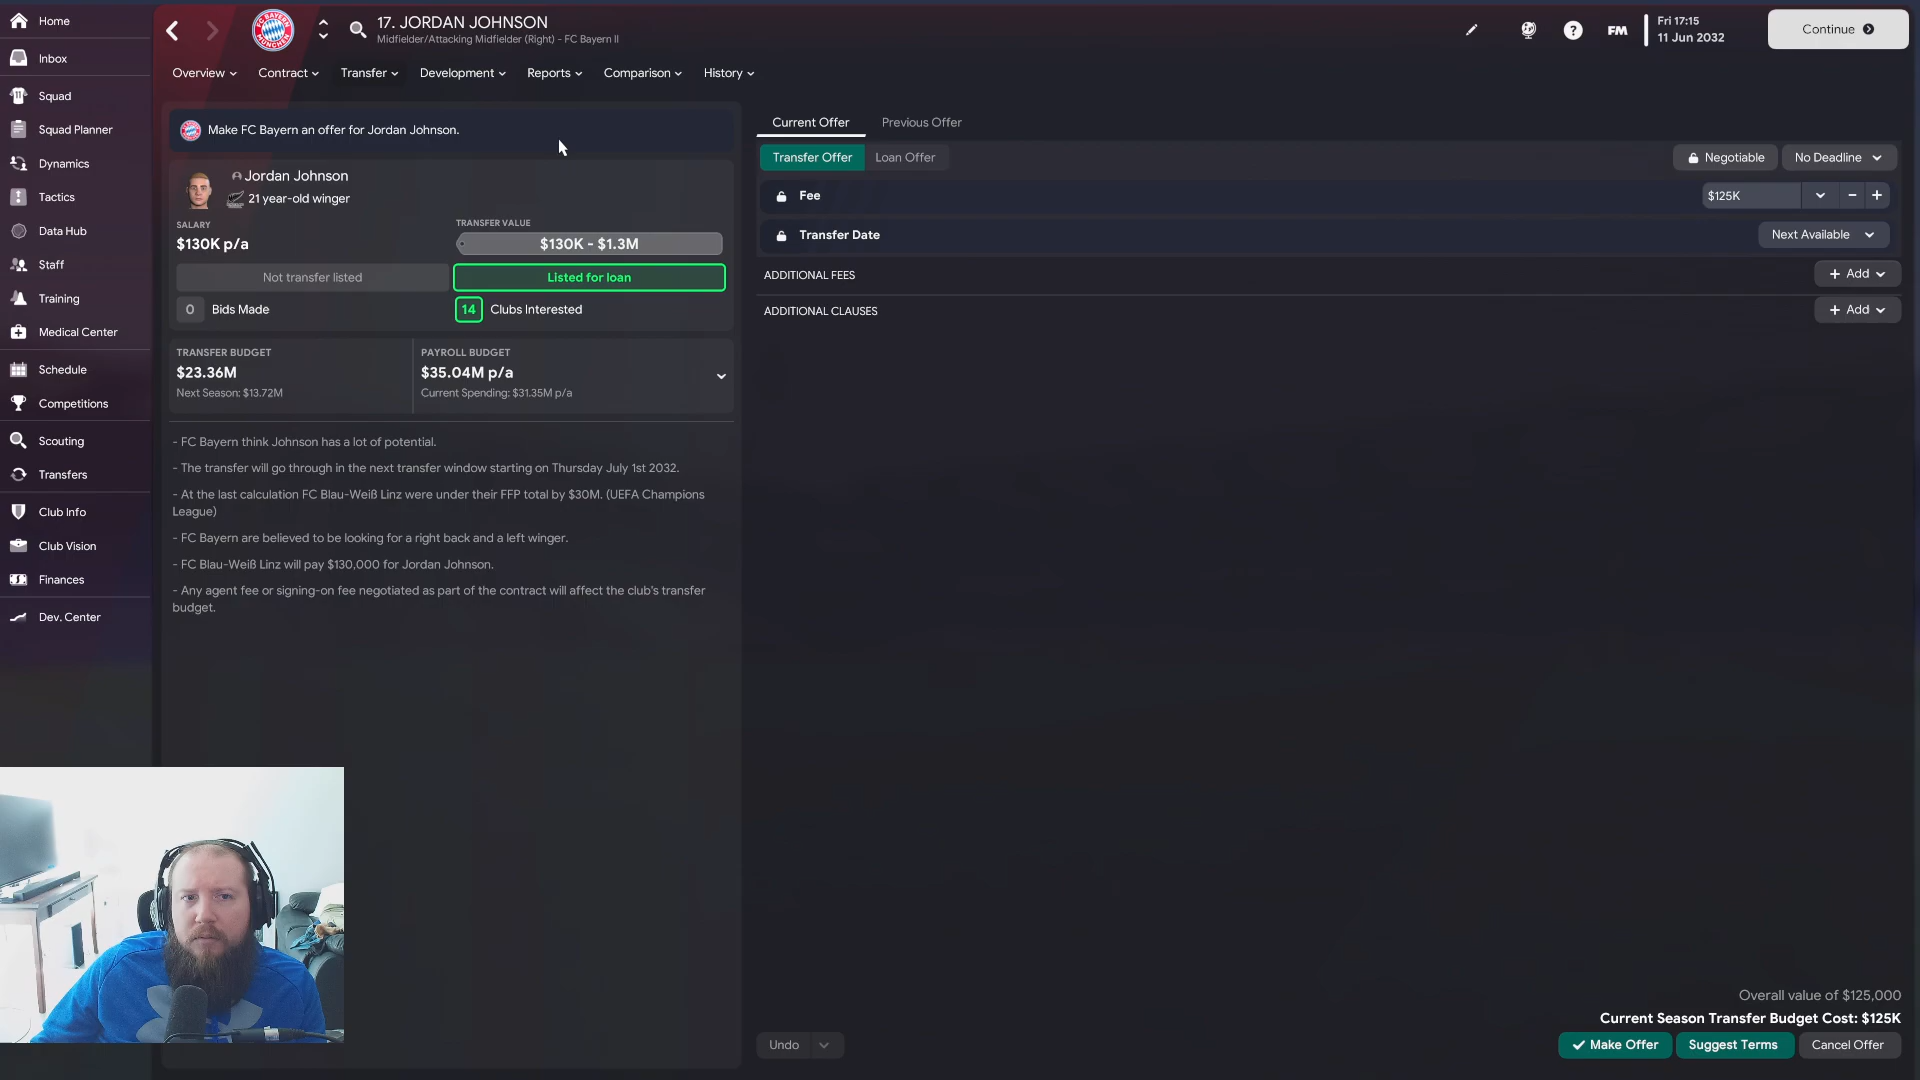 Home
Inbox
Squad
Squad Planner
Dynamics
Tactics
Data Hub
Staff
Training
Medical Center
Schedule
Competitions
Scouting
Transfers
Club Info
Club Vision
Finances
Dev. Center
17. JORDAN JOHNSON
Midfielder/Attacking Midfielder (Right) - FC Bayern II
FM
Fri 17:15
11 Jun 2032
Continue
Overview
Contract
Transfer
Development
Reports
Comparison
History
Make FC Bayern an offer for Jordan Johnson.
Jordan Johnson
21 year-old winger
SALARY
$130K p/a
TRANSFER VALUE
$130K - $1.3M
Not transfer listed
Listed for loan
0 Bids Made
14 Clubs Interested
TRANSFER BUDGET
$23.36M
Next Season: $13.72M
PAYROLL BUDGET
$35.04M p/a
Current Spending: $31.35M p/a
- FC Bayern think Johnson has a lot of potential.
- The transfer will go through in the next transfer window starting on Thursday July 1st 2032.
- At the last calculation FC Blau-Weiß Linz were under their FFP total by $30M. (UEFA Champions
League)
- FC Bayern are believed to be looking for a right back and a left winger.
- FC Blau-Weiß Linz will pay $130,000 for Jordan Johnson.
- Any agent fee or signing-on fee negotiated as part of the contract will affect the club's transfer
budget.
Current Offer
Previous Offer
Transfer Offer
Loan Offer
Negotiable
No Deadline
Fee
$125K
Transfer Date
Next Available
ADDITIONAL FEES
Add
ADDITIONAL CLAUSES
Add
Overall value of $125,000
Current Season Transfer Budget Cost: $125K
Undo
Make Offer
Suggest Terms
Cancel Offer